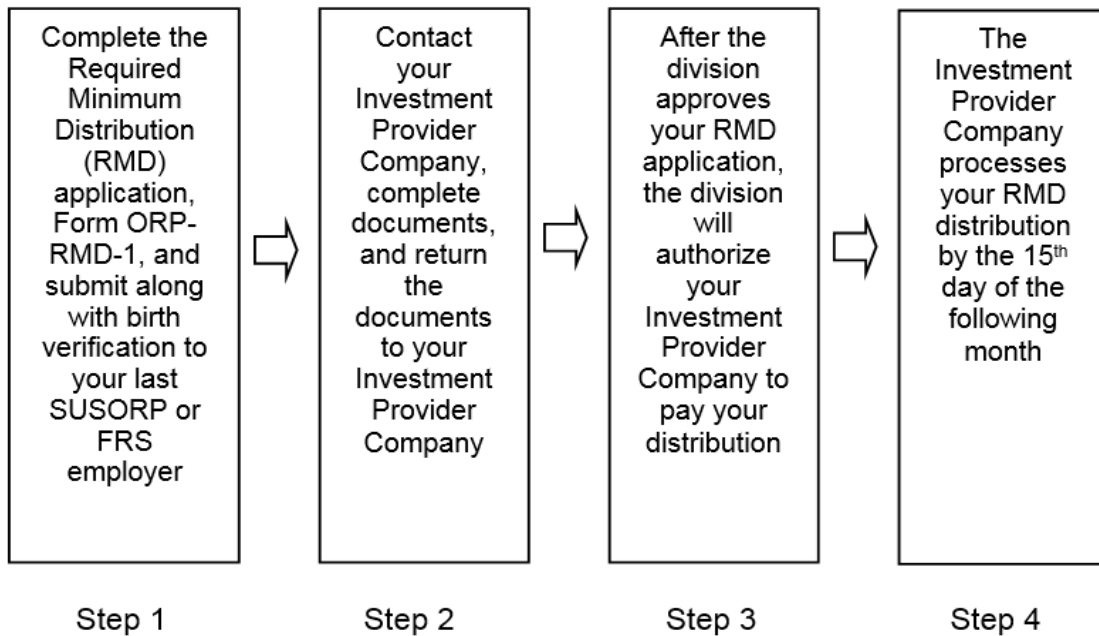 Complete the
Required
Minimum
Distribution
(RMD)
application,
Form ORP-
RMD-1, and
submit along
with birth
verification to
your last
SUSORP or
FRS
employer
Contact
your
Investment
Provider
Company,
complete
documents,
and return
the
documents
to your
Investment
Provider
Company
After the
division
approves
your RMD
application,
the division
will
authorize
your
Investment
Provider
Company to
pay your
distribution
The
Investment
Provider
Company
processes
your RMD
distribution
by the 15th
day of the
following
month
Step 1
Step 2
Step 3
Step 4